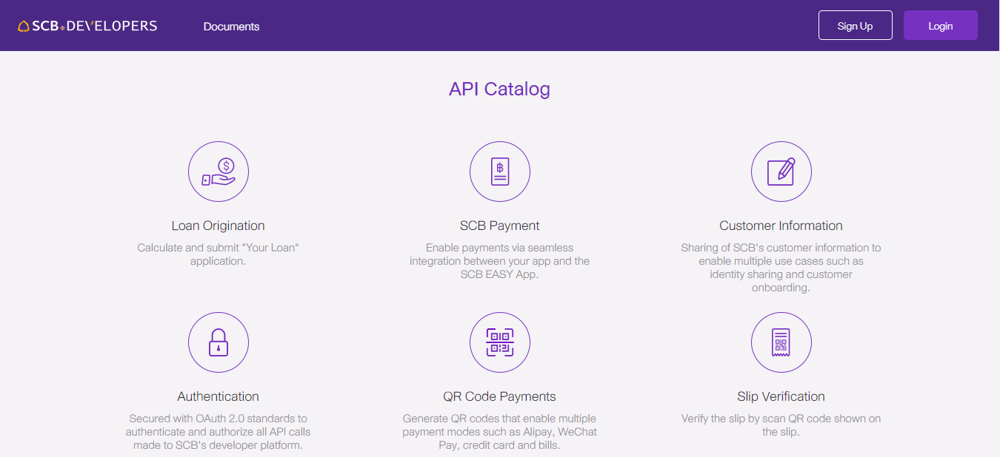 SCB DEVELOPERS
Documents
Sign Up
Login
API Catalog
Loan Origination
Calculate and submit "Your Loan"
application.
SCB Payment
Enable payments via seamless
integration between your app and the
SCB EASY App.
Customer Information
Sharing of SCB's customer information to
enable multiple use cases such as
identity sharing and customer
onboarding.
Authentication
Secured with OAuth 2.0 standards to
authenticate and authorize all API calls
made to SCB's developer platform.
QR Code Payments
Generate QR codes that enable multiple
payment modes such as Alipay, WeChat
Pay, credit card and bills.
Slip Verification
Verify the slip by scan QR code shown on
the slip.